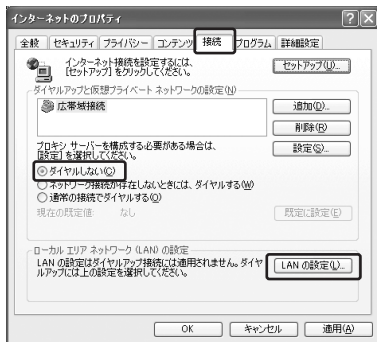 インターネットのプロパティ
全般 セキュリティ プライバシー コンテンツ 接続 プログラム 詳細設定
インターネット接続を設定するには、
[セットアップ] をクリックしてください。
セットアップ(U)...
ダイヤルアップと仮想プライベート ネットワークの設定(N)
広帯域接続
追加(D)...
削除(R)
プロキシ サーバーを構成する必要がある場合は、
[設定] を選択してください。
設定(S)...
ダイヤルしない(C)
ネットワーク接続が存在しないときには、ダイヤルする(W)
通常の接続でダイヤルする(O)
現在の既定値: なし
既定に設定(E)
ローカル エリア ネットワーク (LAN) の設定
LAN の設定はダイヤルアップ接続には適用されません。ダイヤ
ルアップには上の設定を選択してください。
LAN の設定(L)...
OK キャンセル 適用(A)